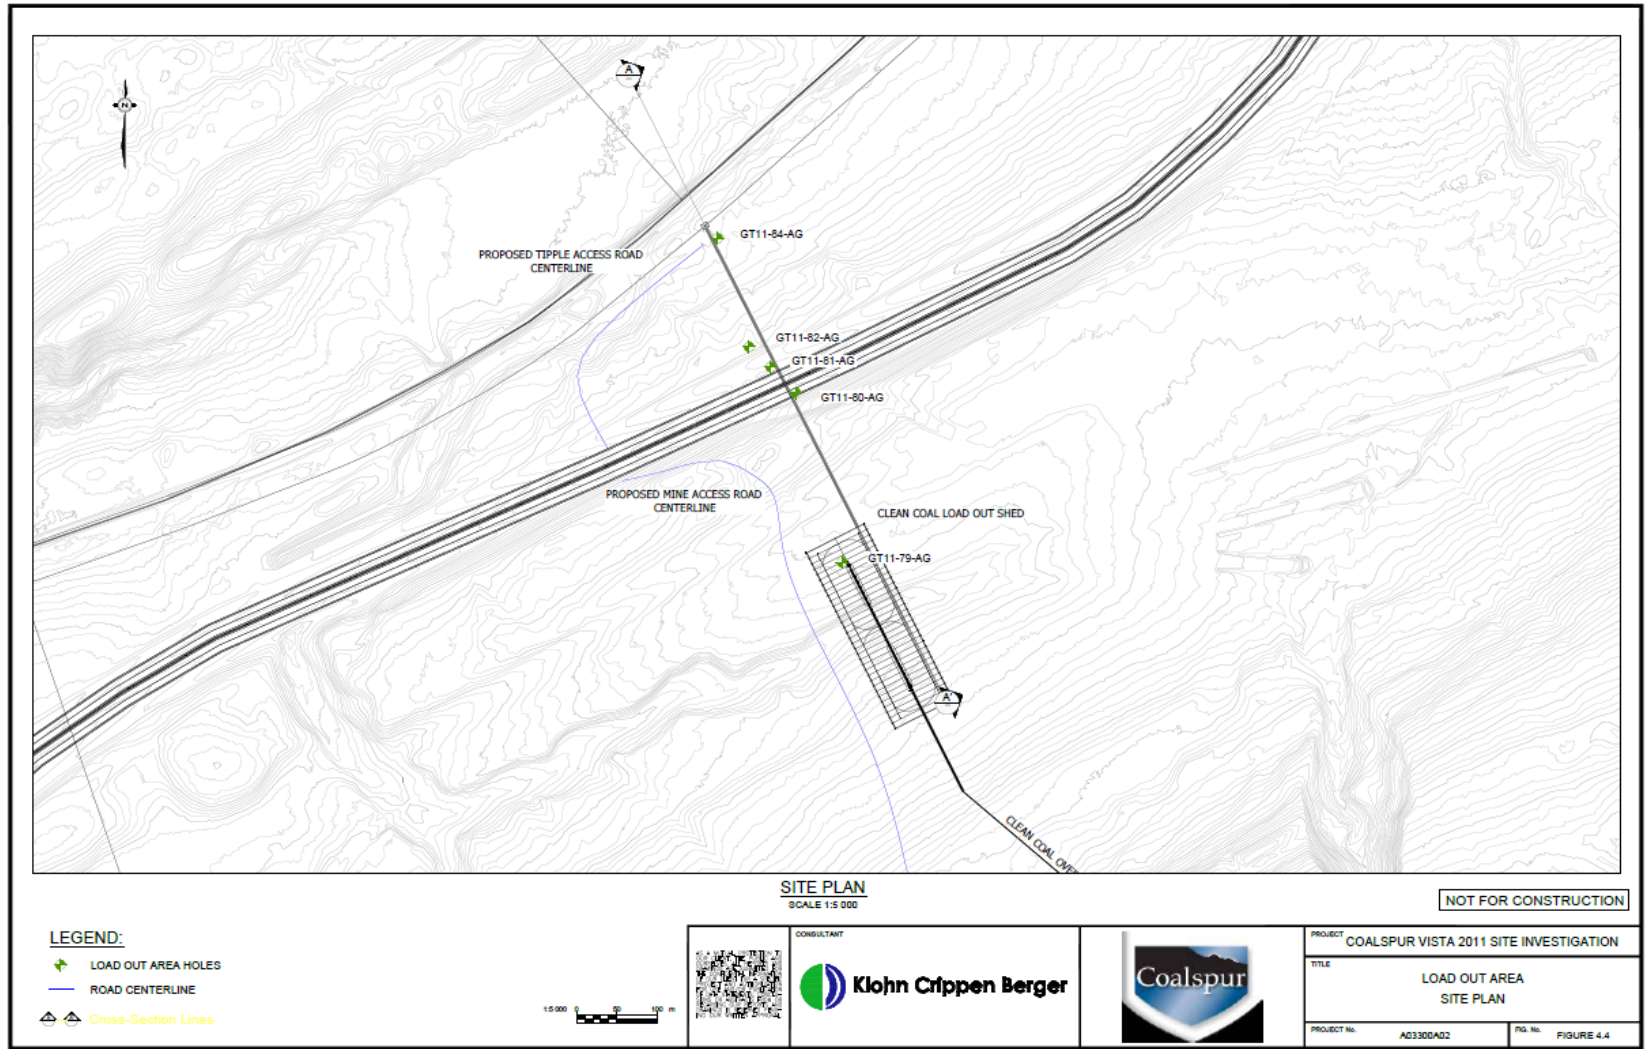 A
N
GT11-84-AG
PROPOSED TIPPLE ACCESS ROAD
CENTERLINE
GT11-82-AG
GT11-81-AG
GT11-80-AG
PROPOSED MINE ACCESS ROAD
CENTERLINE
CLEAN COAL LOAD OUT SHED
GT11-79-AG
A'
CLEAN COAL OVE
SITE PLAN
SCALE 1:5 000
NOT FOR CONSTRUCTION
LEGEND:
LOAD OUT AREA HOLES
ROAD CENTERLINE
A A Cross-Section Lines
1:5 000 0 50 100 m
CONSULTANT
Klohn Crippen Berger
Coalspur
PROJECT
COALSPUR VISTA 2011 SITE INVESTIGATION
TITLE
LOAD OUT AREA
SITE PLAN
PROJECT No. A03300A02
FIG. No. FIGURE 4.4